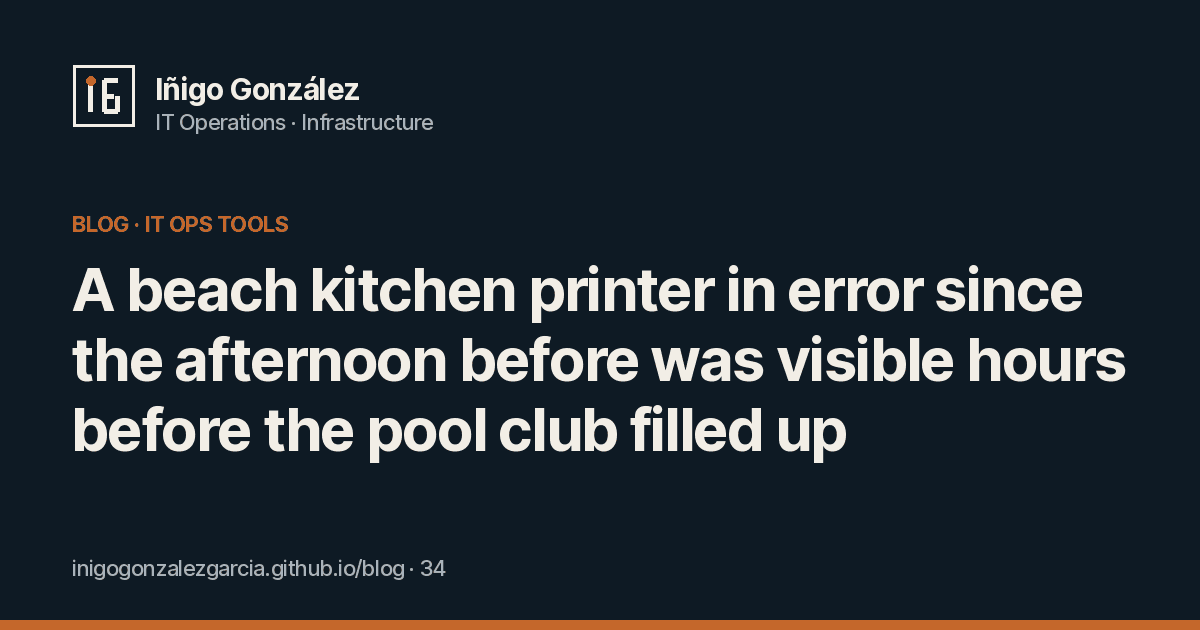 iG
Iñigo González
IT Operations · Infrastructure
BLOG · IT OPS TOOLS
A beach kitchen printer in error since
the afternoon before was visible hours
before the pool club filled up
inigogonzalezgarcia.github.io/blog · 34